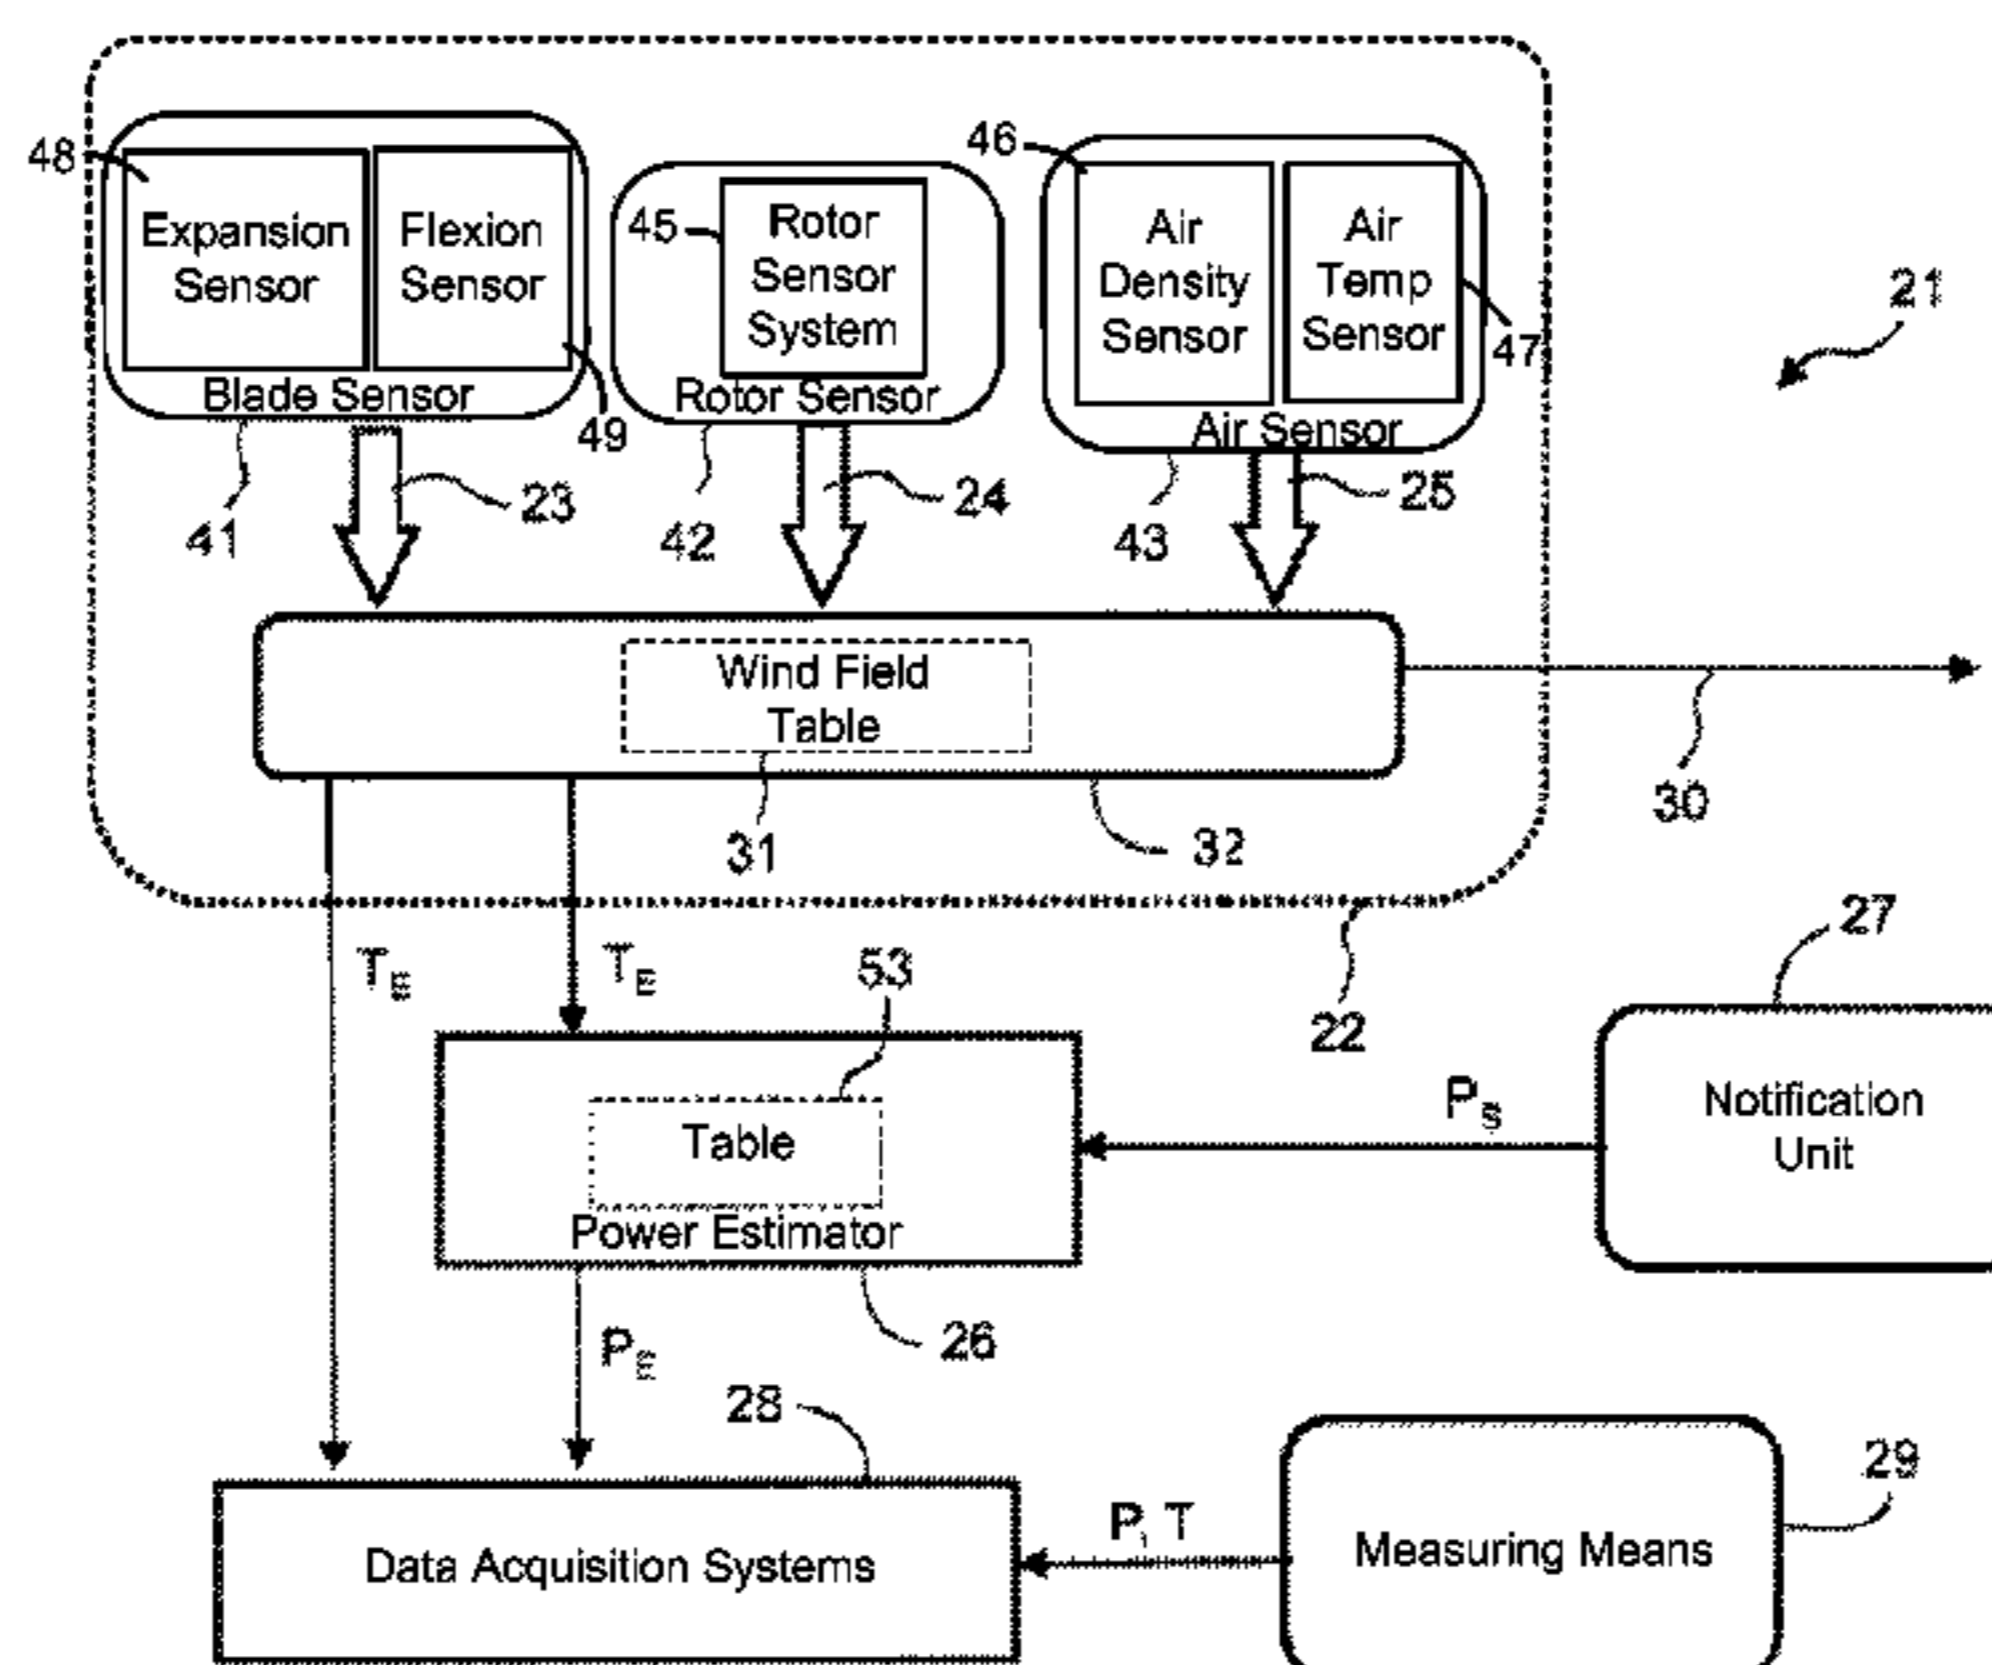 48
Expansion
Sensor
Flexion
Sensor
Blade Sensor
49
45
Rotor
Sensor
System
Rotor Sensor
46
Air
Density
Sensor
Air
Temp
Sensor
47
Air Sensor
21
41
23
42
24
43
25
Wind Field
Table
31
32
30
22
T_E
T_E
53
Table
Power Estimator
26
P_S
27
Notification
Unit
P_E
28
Data Acquisition Systems
P, T
Measuring Means
29